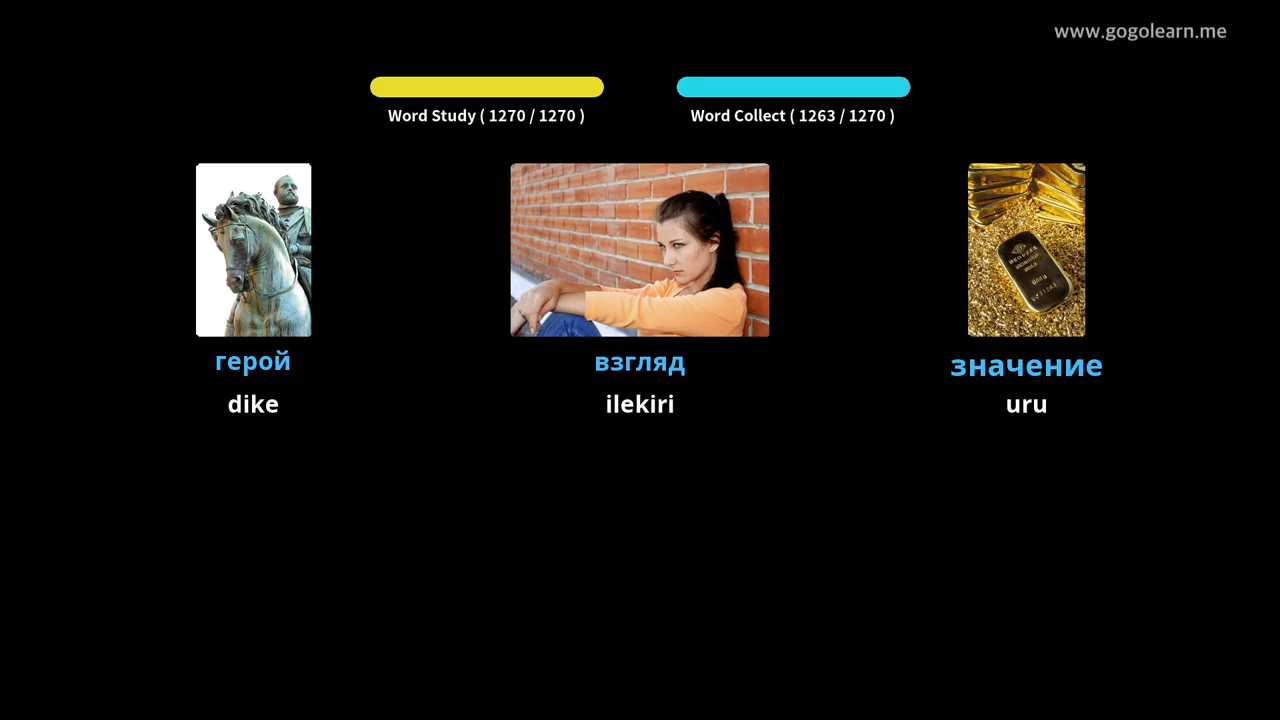 www.gogolearn.me
Word Study ( 1270 / 1270 )
Word Collect ( 1263 / 1270 )
герой
взгляд
значение
dike
ilekiri
uru